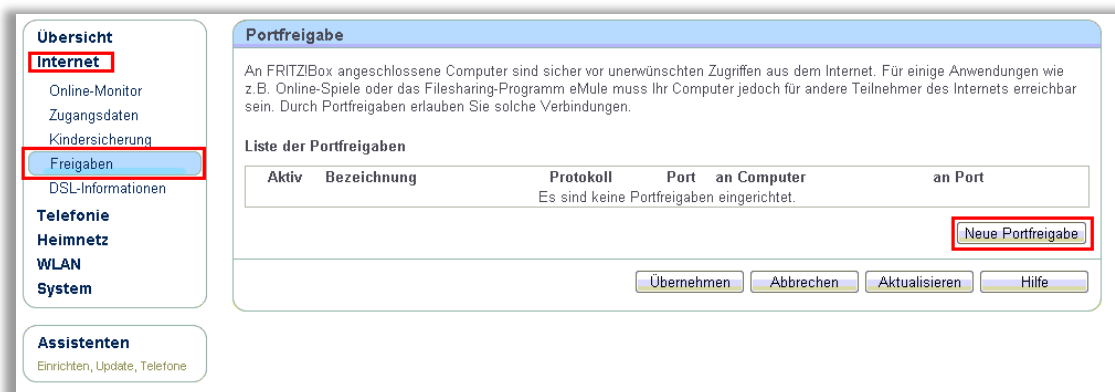 Übersicht
Internet
Online-Monitor
Zugangsdaten
Kindersicherung
Freigaben
DSL-Informationen
Telefonie
Heimnetz
WLAN
System
Assistenten
Einrichten, Update, Telefone
Portfreigabe
An FRITZ!Box angeschlossene Computer sind sicher vor unerwünschten Zugriffen aus dem Internet. Für einige Anwendungen wie
z.B. Online-Spiele oder das Filesharing-Programm eMule muss Ihr Computer jedoch für andere Teilnehmer des Internets erreichbar
sein. Durch Portfreigaben erlauben Sie solche Verbindungen.
Liste der Portfreigaben
Aktiv Bezeichnung Protokoll Port an Computer an Port
Es sind keine Portfreigaben eingerichtet.
Neue Portfreigabe
Übernehmen Abbrechen Aktualisieren Hilfe